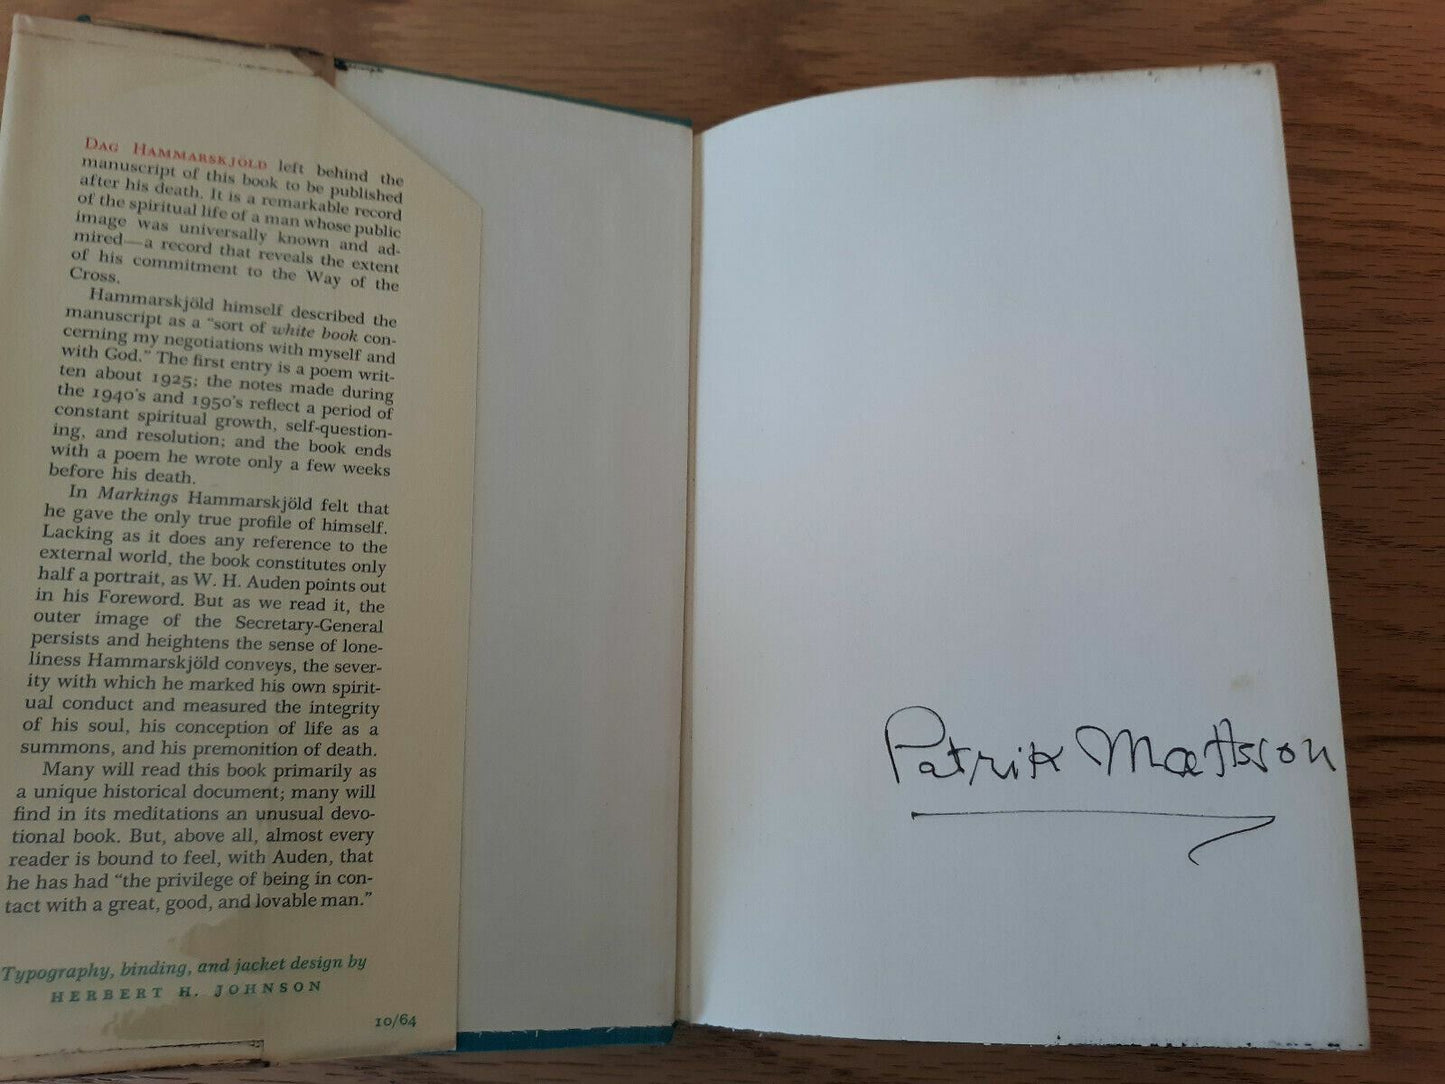 DAG HAMMARSKJÖLD left behind the
manuscript of this book to be published
after his death. It is a remarkable record
of the spiritual life of a man whose public
image was universally known and ad-
mired—a record that reveals the extent
of his commitment to the Way of the
Cross.
Hammarskjöld himself described the
manuscript as a "sort of white book con-
cerning my negotiations with myself and
with God." The first entry is a poem writ-
ten about 1925; the notes made during
the 1940's and 1950's reflect a period of
constant spiritual growth, self-question-
ing, and resolution; and the book ends
with a poem he wrote only a few weeks
before his death.
In Markings Hammarskjöld felt that
he gave the only true profile of himself.
Lacking as it does any reference to the
external world, the book constitutes only
half a portrait, as W. H. Auden points out
in his Foreword. But as we read it, the
outer image of the Secretary-General
persists and heightens the sense of lone-
liness Hammarskjöld conveys, the sever-
ity with which he marked his own spirit-
ual conduct and measured the integrity
of his soul, his conception of life as a
summons, and his premonition of death.
Many will read this book primarily as
a unique historical document; many will
find in its meditations an unusual devo-
tional book. But, above all, almost every
reader is bound to feel, with Auden, that
he has had "the privilege of being in con-
tact with a great, good, and lovable man."
Typography, binding, and jacket design by
HERBERT H. JOHNSON
10/64
Patrik Mattsson